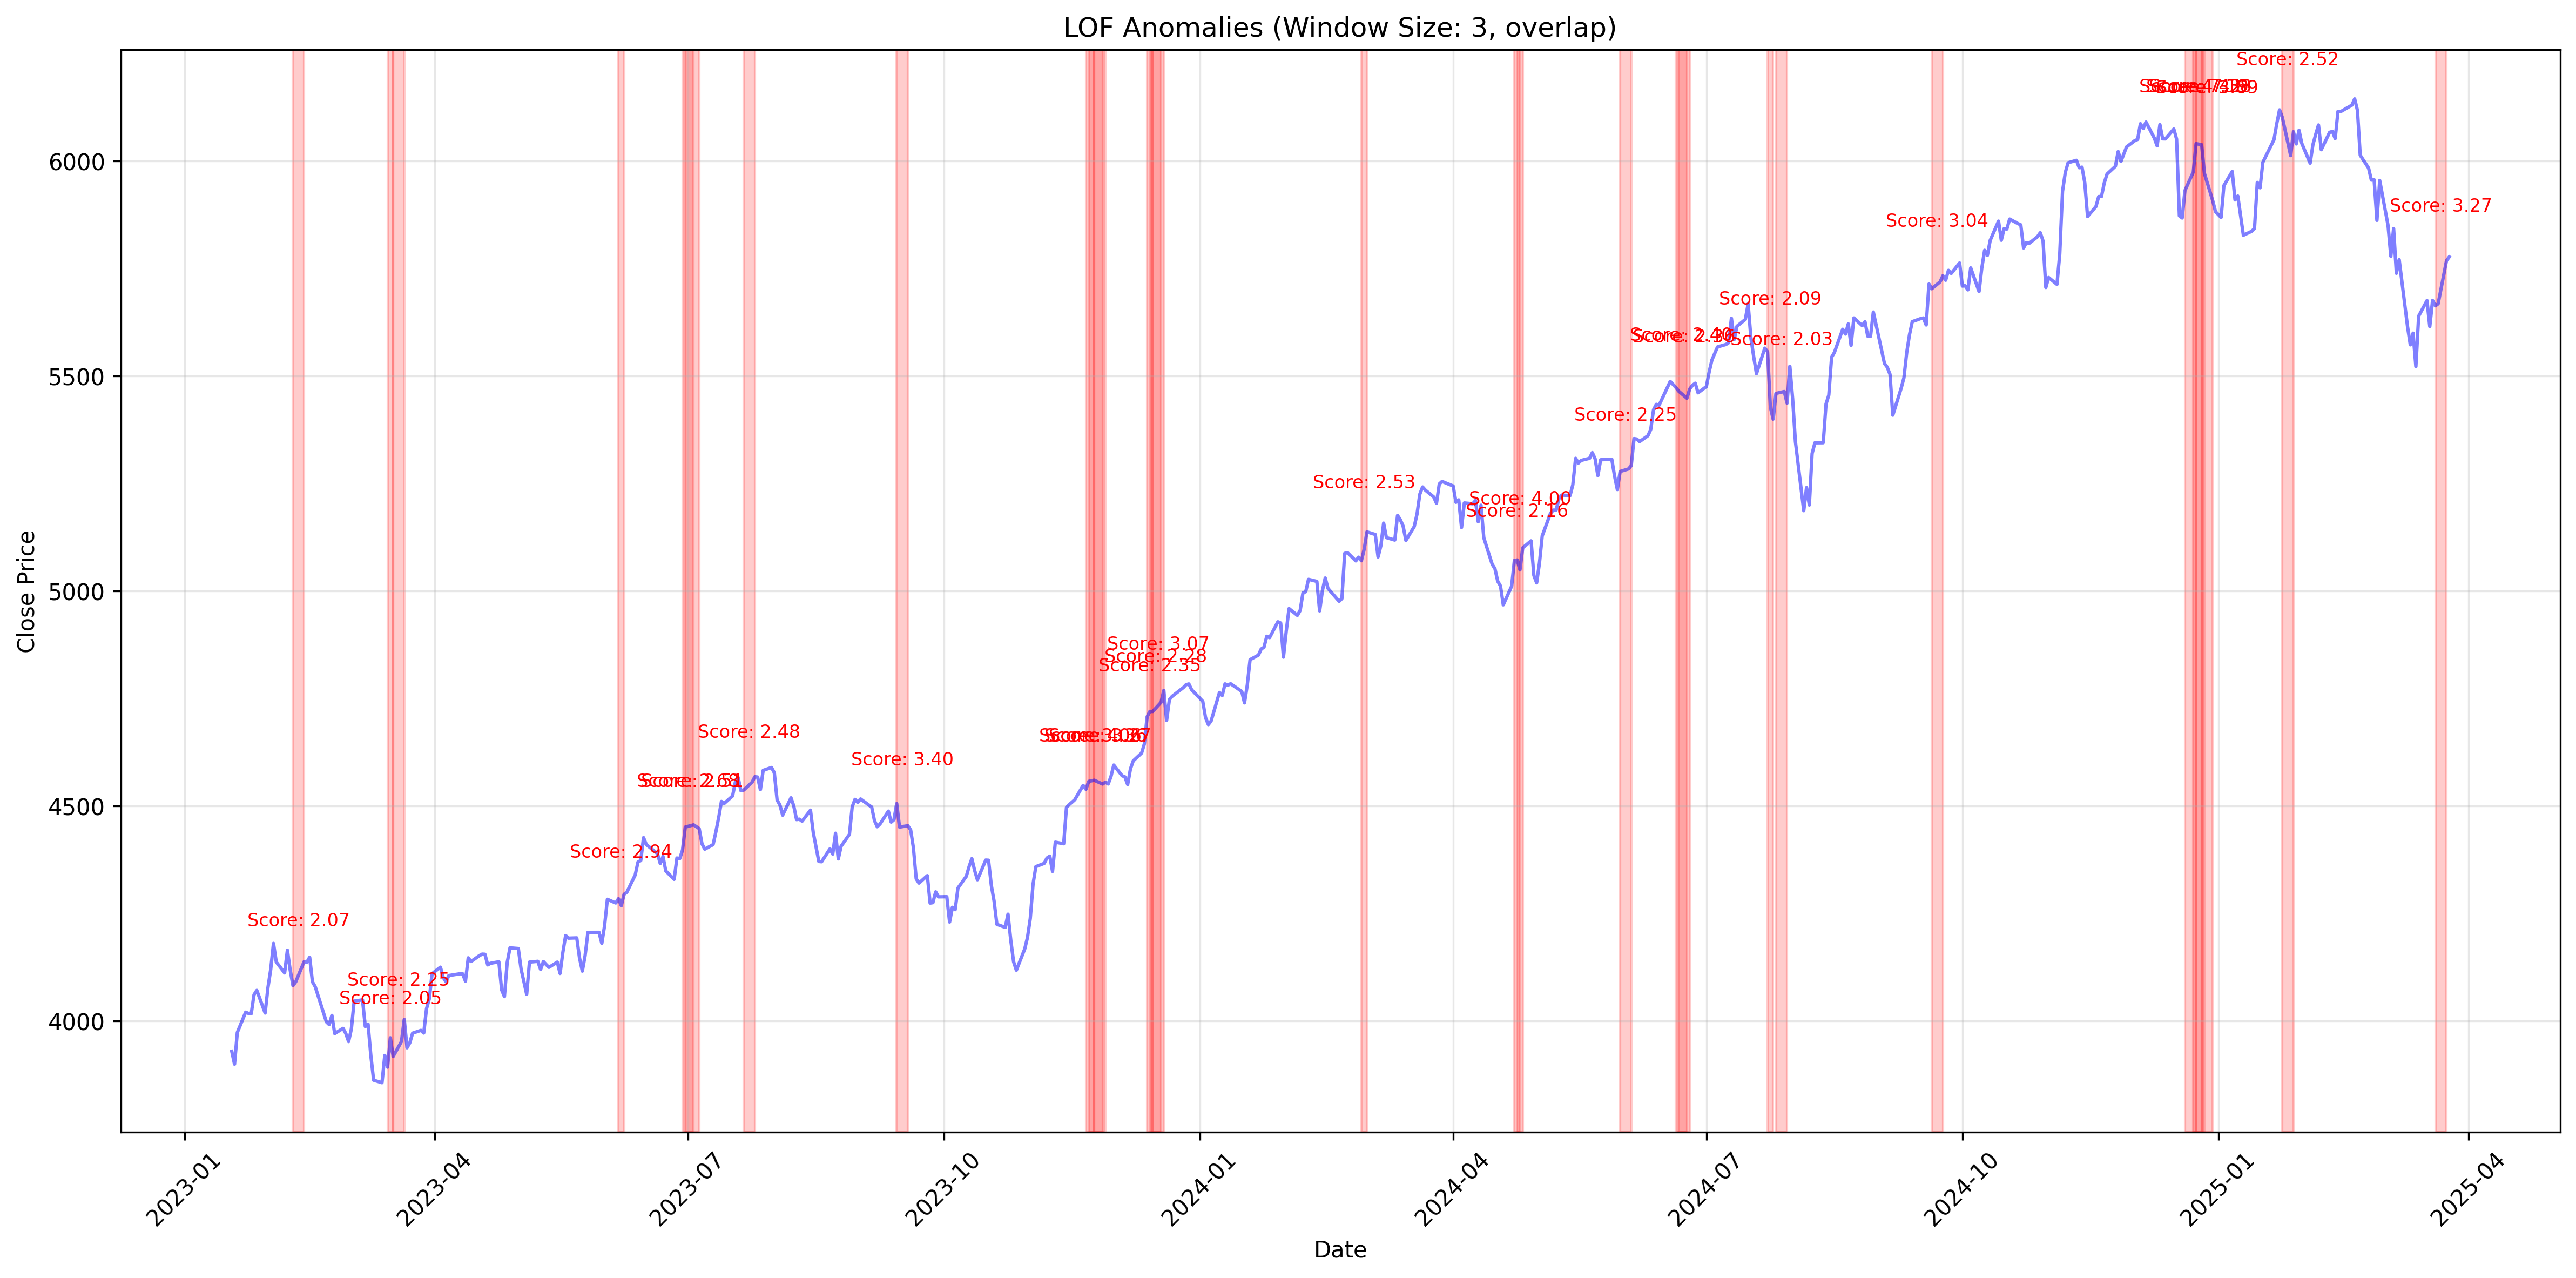 LOF Anomalies (Window Size: 3, overlap)
Close Price
6000
5500
5000
4500
4000
Score: 2.07
Score: 2.25
Score: 2.05
Score: 2.94
Score: 2.48
Score: 3.40
Score: 3.07
Score: 2.28
Score: 2.35
Score: 2.53
Score: 4.00
Score: 2.16
Score: 2.25
Score: 2.09
Score: 2.03
Score: 3.04
Score: 2.52
Score: 3.27
2023-01
2023-04
2023-07
2023-10
2024-01
2024-04
2024-07
2024-10
2025-01
2025-04
Date